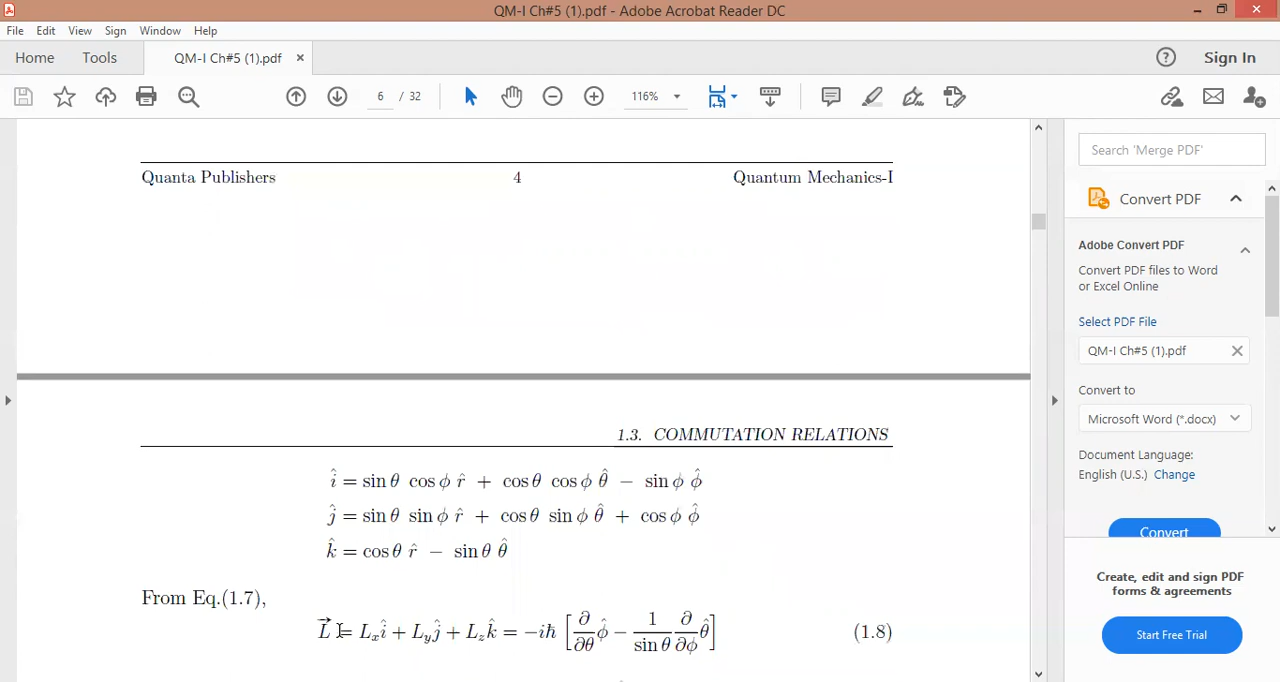 QM-I Ch#5 (1).pdf - Adobe Acrobat Reader DC
File Edit View Sign Window Help
Home Tools QM-I Ch#5 (1).pdf × Sign In
6 / 32 116%
Search 'Merge PDF'
Quanta Publishers 4 Quantum Mechanics-I
Convert PDF
Adobe Convert PDF
Convert PDF files to Word
or Excel Online
Select PDF File
QM-I Ch#5 (1).pdf
Convert to
Microsoft Word (*.docx)
Document Language:
English (U.S.) Change
Convert
Create, edit and sign PDF
forms & agreements
Start Free Trial
1.3. COMMUTATION RELATIONS
î = sin θ cos ϕ r̂ + cos θ cos ϕ θ̂ − sin ϕ ϕ̂
ĵ = sin θ sin ϕ r̂ + cos θ sin ϕ θ̂ + cos ϕ ϕ̂
k̂ = cos θ r̂ − sin θ θ̂
From Eq.(1.7),
L⃗ = Lₓî + L_yĵ + L_zk̂ = −iħ [∂/∂θ ϕ̂ − 1/sin θ ∂/∂ϕ θ̂] (1.8)